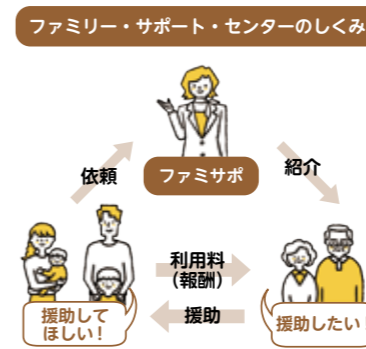 ファミリー・サポート・センターのしくみ
依頼
ファミサポ
紹介
利用料
（報酬）
援助
援助して
ほしい！
援助したい！